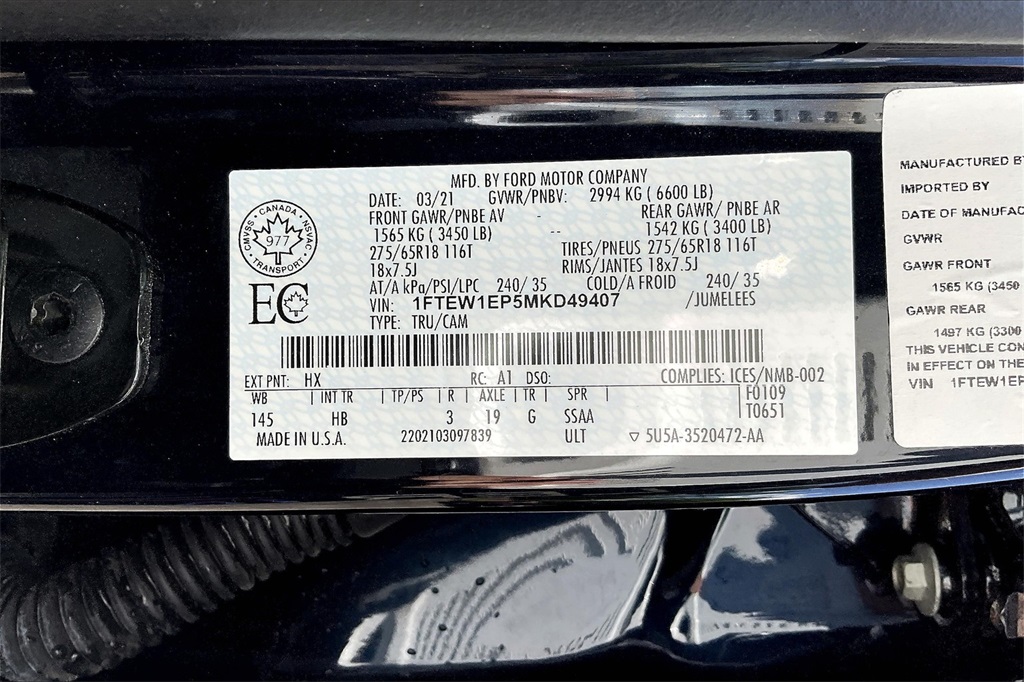 MFD. BY FORD MOTOR COMPANY
DATE: 03/21 GVWR/PNBV: 2994 KG ( 6600 LB)
FRONT GAWR/PNBE AV - REAR GAWR/ PNBE AR
1565 KG ( 3450 LB) -- 1542 KG ( 3400 LB)
275/65R18 116T TIRES/PNEUS 275/65R18 116T
18x7.5J RIMS/JANTES 18x7.5J
AT/A kPa/PSI/LPC 240/ 35 COLD/A FROID 240/ 35
VIN: 1FTEW1EP5MKD49407 /JUMELEES
TYPE: TRU/CAM
CMVSS • CANADA • NSVAC
977
• TRANSPORT •
EC
EXT PNT: HX RC: A1 DSO: COMPLIES: ICES/NMB-002
WB | INT TR | TP/PS | R | AXLE | TR | SPR | F0109
145 HB 3 19 G SSAA T0651
MADE IN U.S.A. 2202103097839 ULT ▽ 5U5A-3520472-AA
MANUFACTURED BY
IMPORTED BY
DATE OF MANUFAC
GVWR
GAWR FRONT
1565 KG (3450
GAWR REAR
1497 KG (3300
THIS VEHICLE CON
IN EFFECT ON THE
VIN 1FTEW1EP